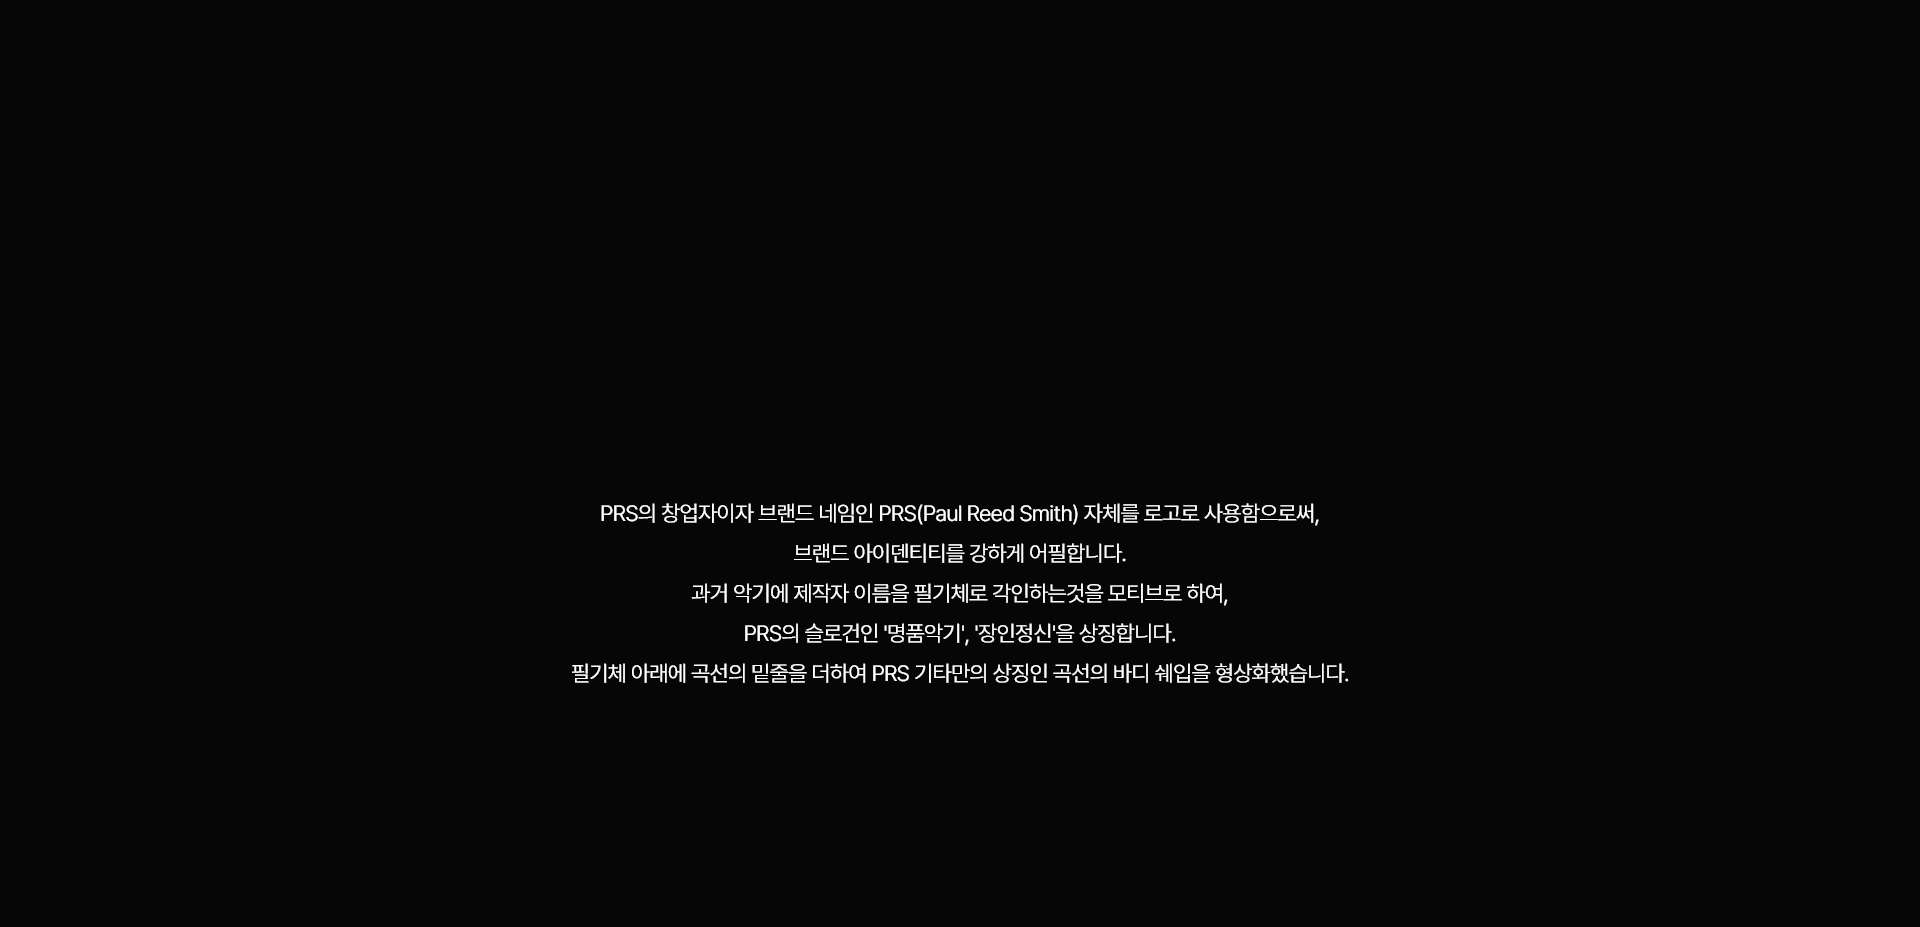 PRS의 창업자이자 브랜드 네임인 PRS(Paul Reed Smith) 자체를 로고로 사용함으로써,
브랜드 아이덴티티를 강하게 어필합니다.
과거 악기에 제작자 이름을 필기체로 각인하는것을 모티브로 하여,
PRS의 슬로건인 '명품악기', '장인정신'을 상징합니다.
필기체 아래에 곡선의 밑줄을 더하여 PRS 기타만의 상징인 곡선의 바디 쉐입을 형상화했습니다.